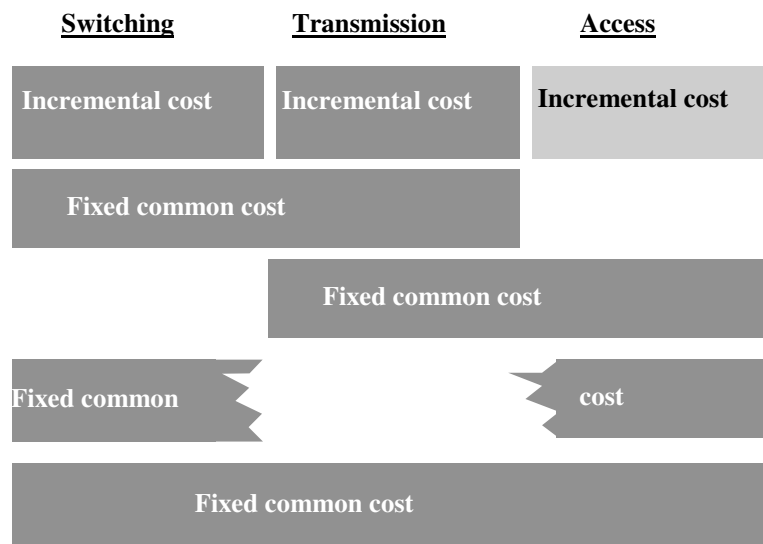 Switching Transmission Access
Incremental cost Incremental cost Incremental cost
Fixed common cost
Fixed common cost
Fixed common cost
Fixed common cost